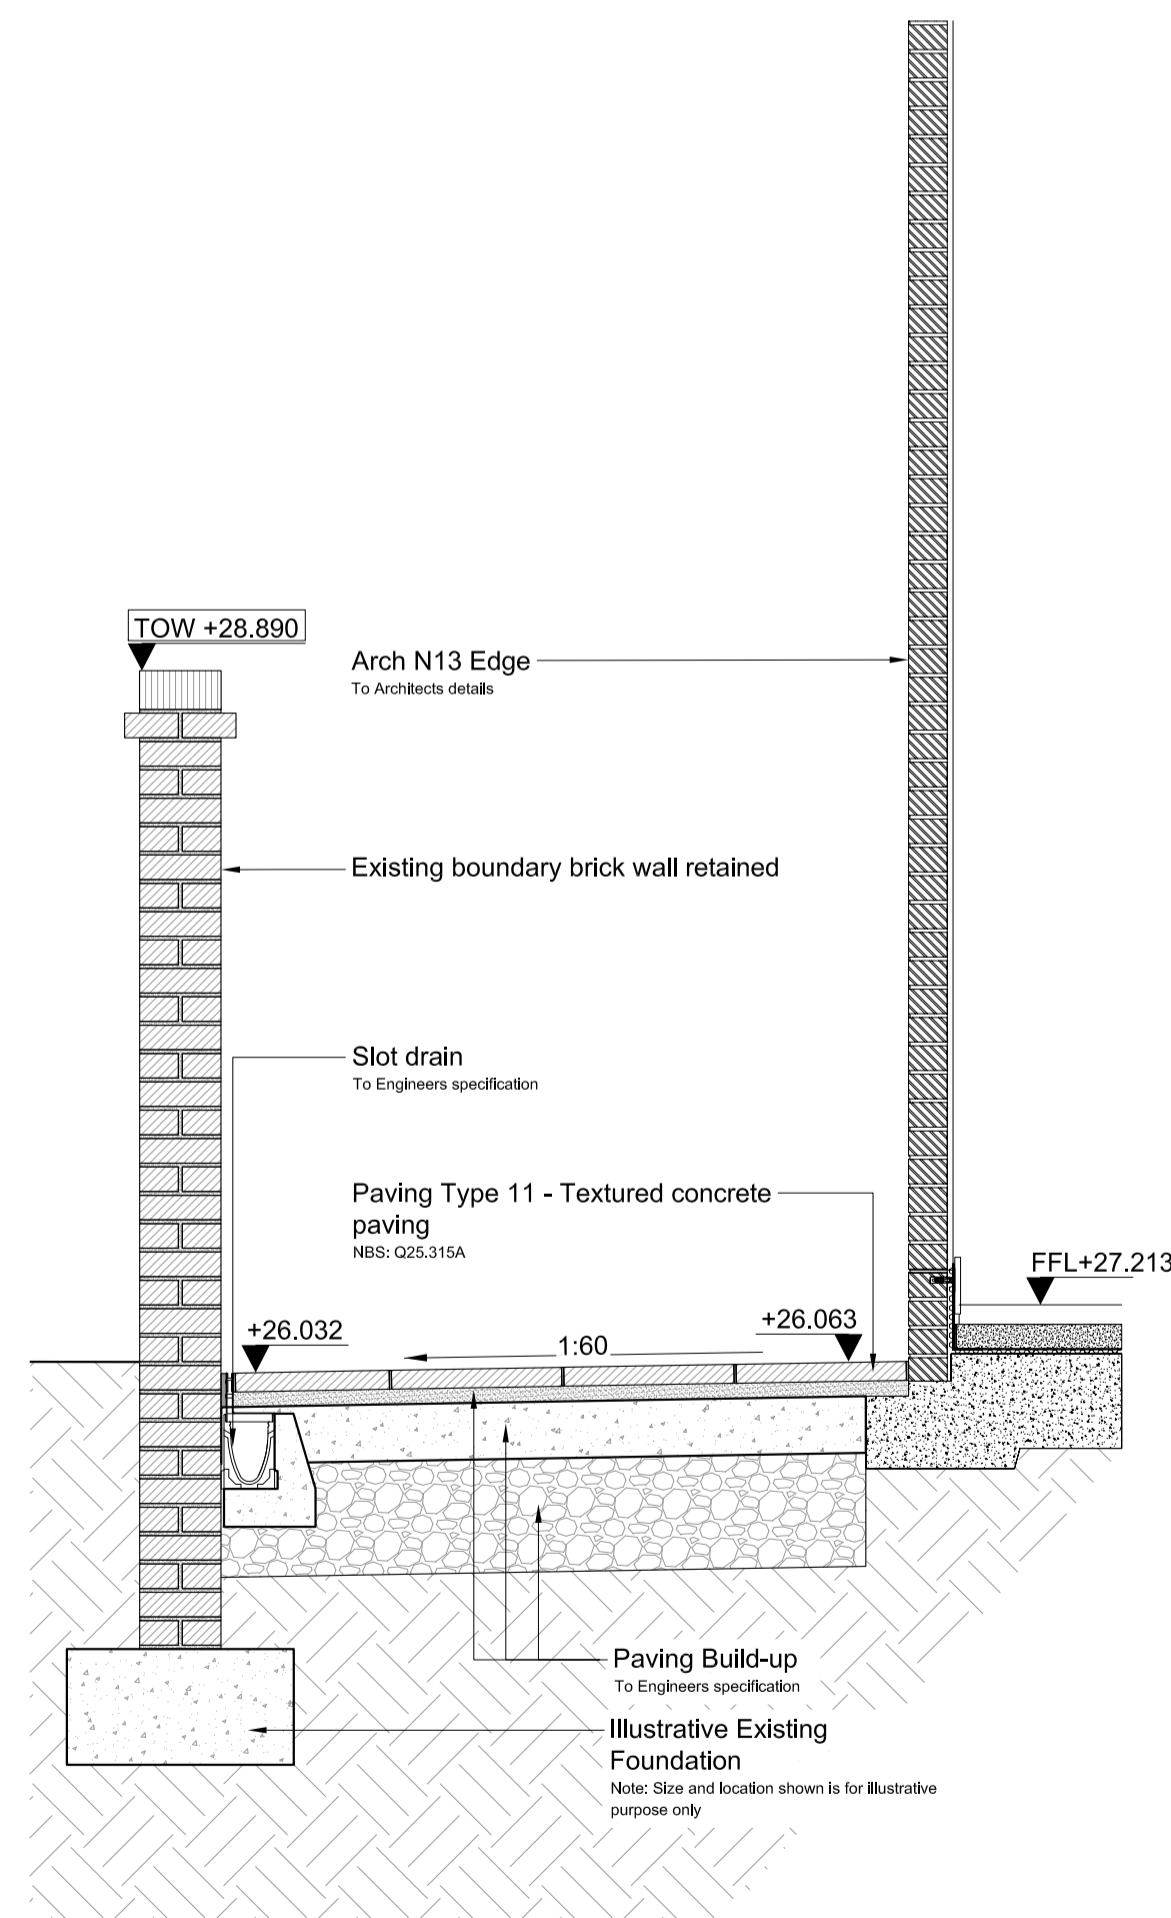 TOW +28.890
Arch N13 Edge
To Architects details
Existing boundary brick wall retained
Slot drain
To Engineers specification
Paving Type 11 - Textured concrete
paving
NBS: Q25.315A
FFL+27.213
+26.032
1:60
+26.063
Paving Build-up
To Engineers specification
Illustrative Existing
Foundation
Note: Size and location shown is for illustrative
purpose only